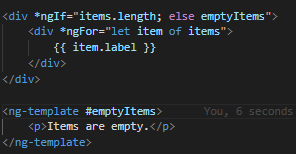 <div *ngIf="items.length; else emptyItems">
    <div *ngFor="let item of items">
        {{ item.label }}
    </div>
</div>

<ng-template #emptyItems>        You, 6 seconds
    <p>Items are empty.</p>
</ng-template>